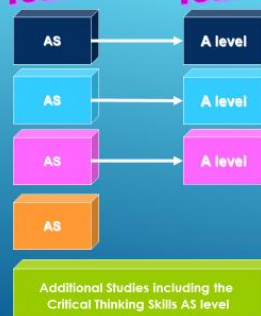 AS A level
AS A level
AS A level
AS
Additional Studies including the
Critical Thinking Skills AS level